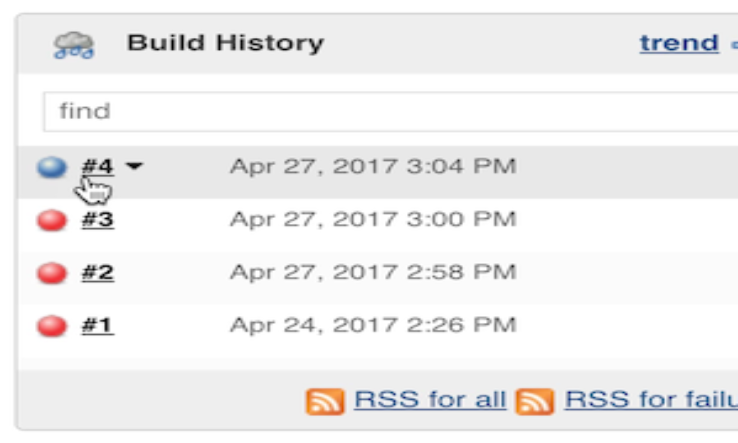 Build History trend
find
#4 Apr 27, 2017 3:04 PM
#3 Apr 27, 2017 3:00 PM
#2 Apr 27, 2017 2:58 PM
#1 Apr 24, 2017 2:26 PM
RSS for all RSS for failu